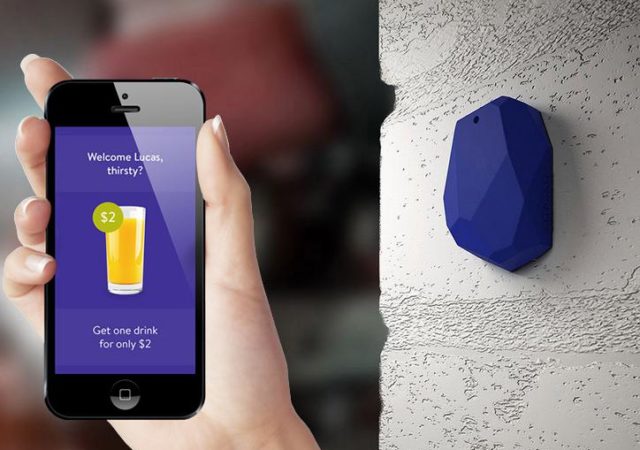 Welcome Lucas,
thirsty?
$2
Get one drink
for only $2